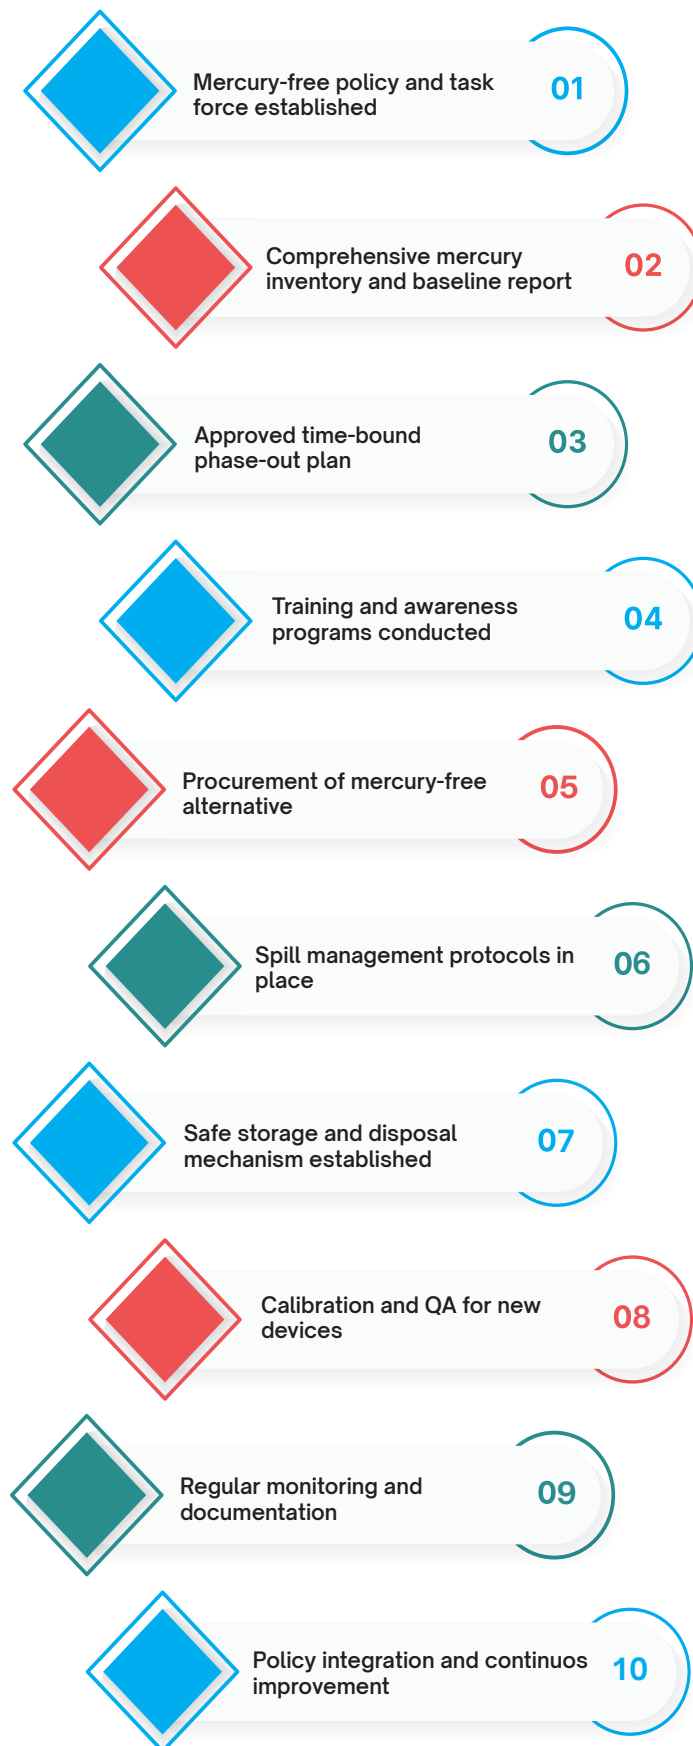 Mercury-free policy and task
force established
01
Comprehensive mercury
inventory and baseline report
02
Approved time-bound
phase-out plan
03
Training and awareness
programs conducted
04
Procurement of mercury-free
alternative
05
Spill management protocols in
place
06
Safe storage and disposal
mechanism established
07
Calibration and QA for new
devices
08
Regular monitoring and
documentation
09
Policy integration and continuos
improvement
10